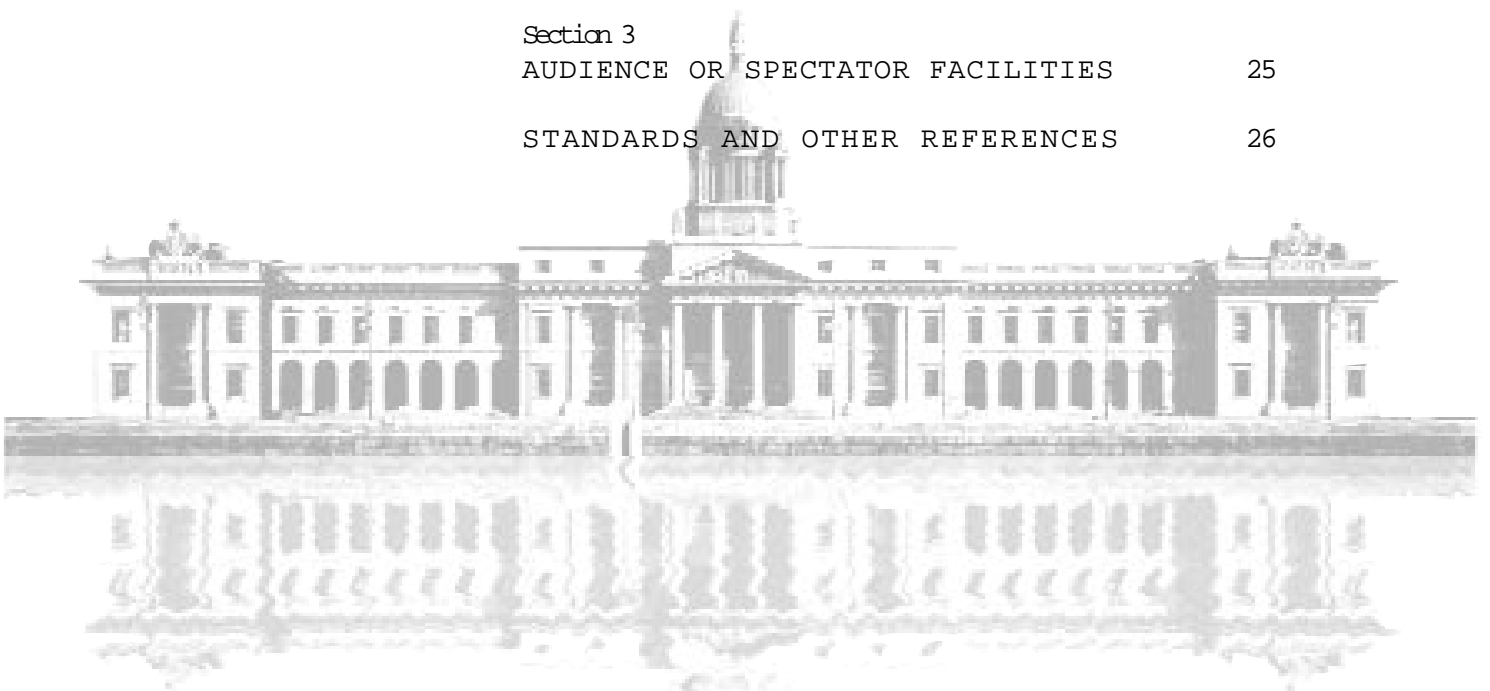 Section 3
AUDIENCE OR SPECTATOR FACILITIES 25
STANDARDS AND OTHER REFERENCES 26